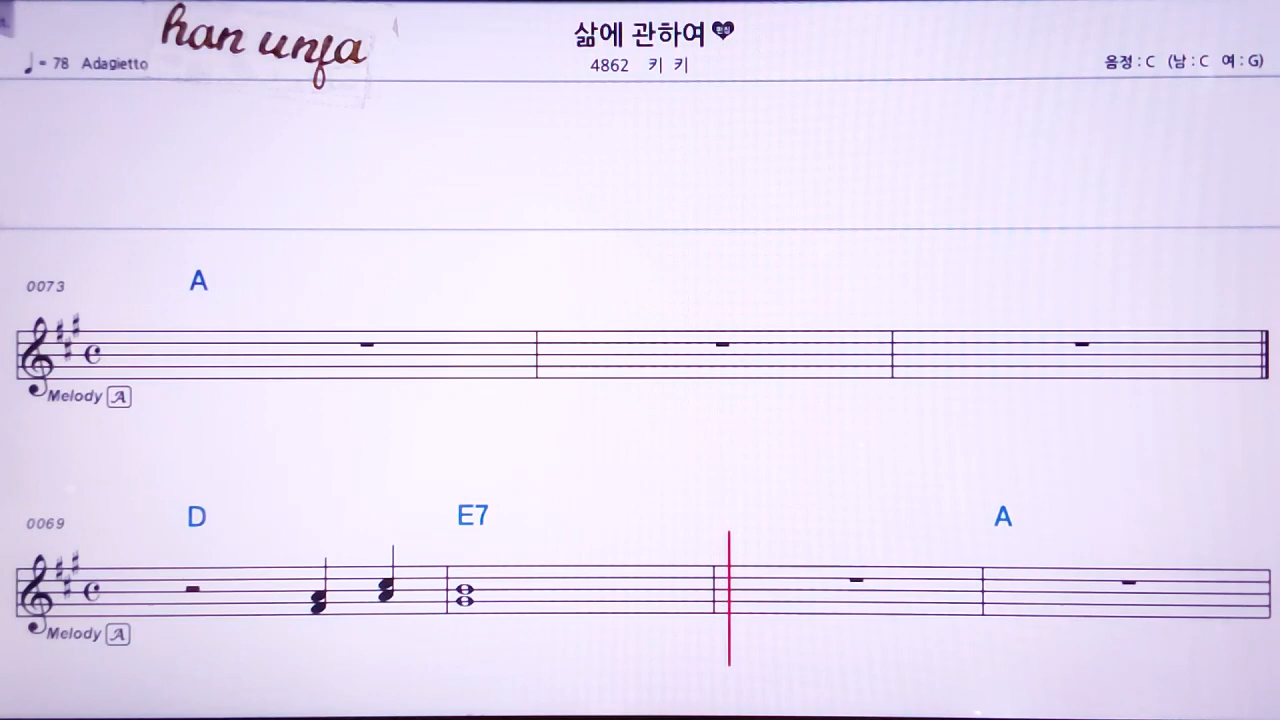 han unfa
삶에 관하여
♩= 78 Adagietto
4862 키 키
음정 : C (남 : C 여 : G)
0073
A
Melody A
0069
D E7 A
Melody A